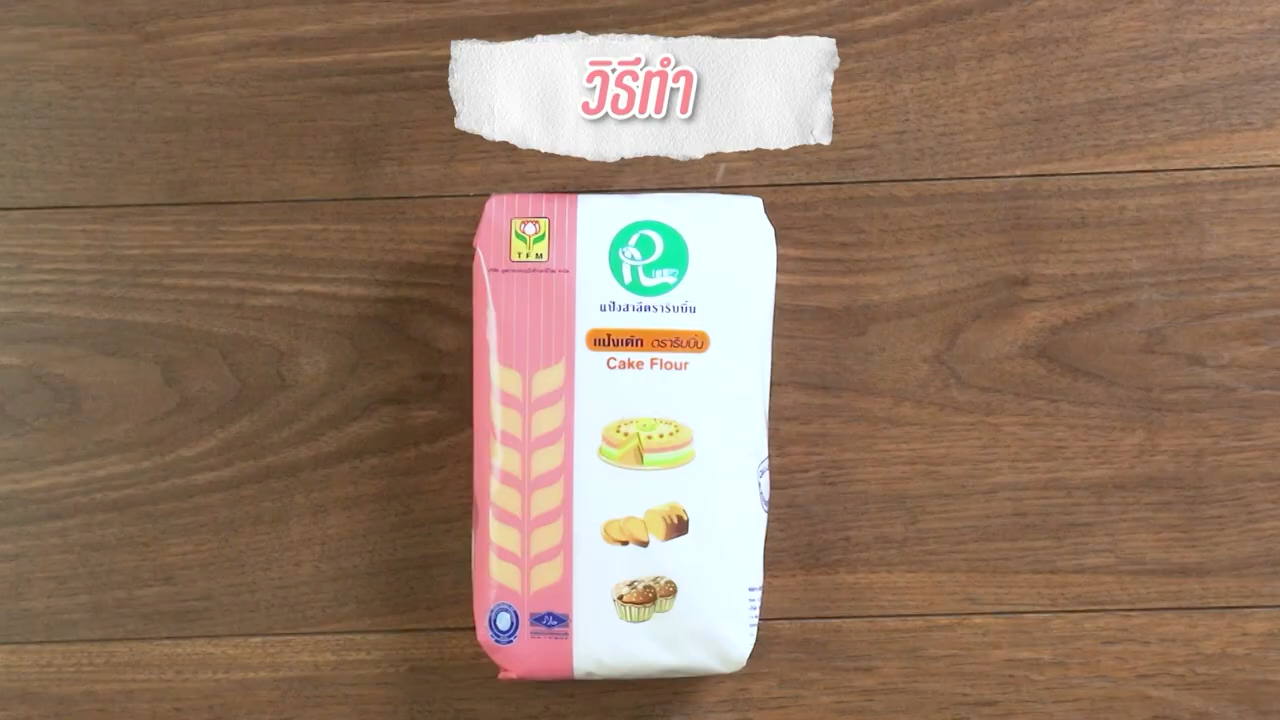 วิธีทำ
TFM
แป้งสาลีตราริบบิ้น
แป้งเค้ก ตราริบบิ้น
Cake Flour